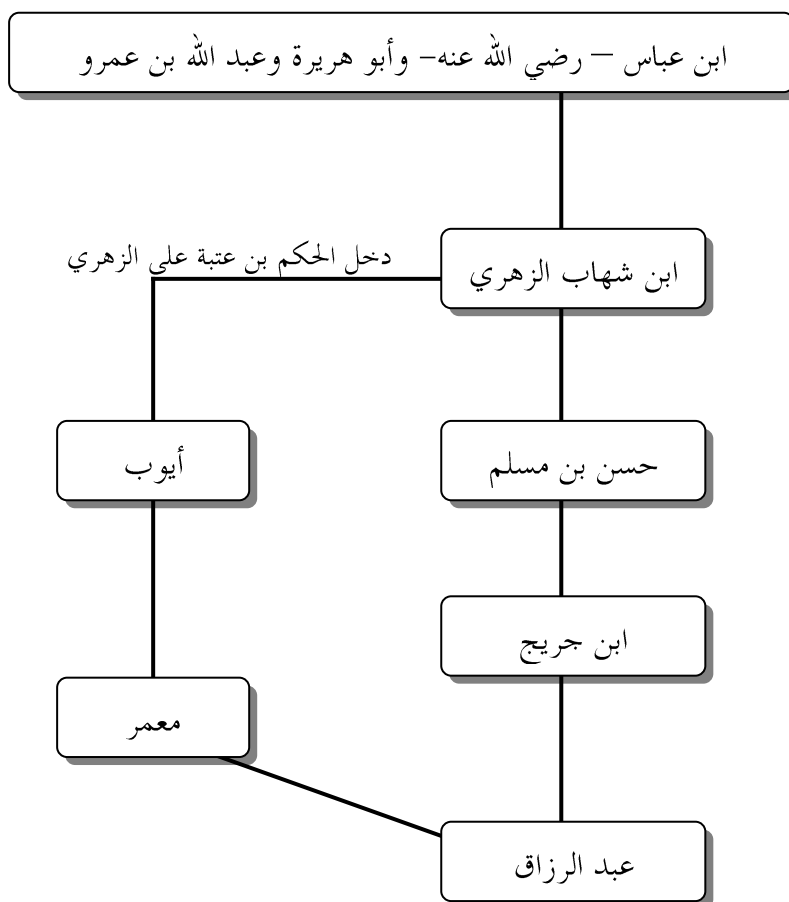 ابن عباس – رضي الله عنه– وأبو هريرة وعبد الله بن عمرو
ابن شهاب الزهري
دخل الحكم بن عتبة على الزهري
حسن بن مسلم
أيوب
ابن جريج
معمر
عبد الرزاق